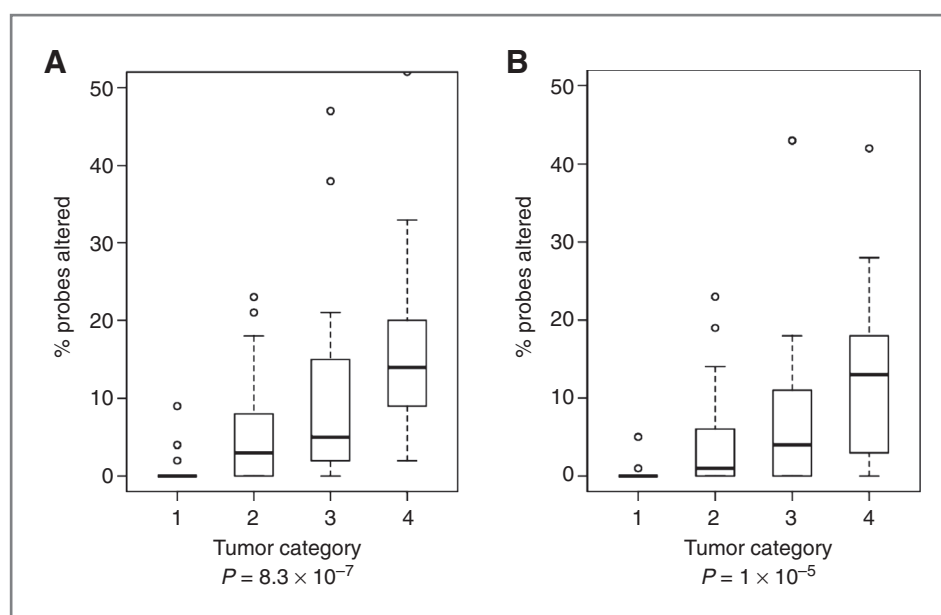 A
% probes altered
50
40
30
20
10
0
1 2 3 4
Tumor category
P = 8.3 × 10⁻⁷
B
% probes altered
50
40
30
20
10
0
1 2 3 4
Tumor category
P = 1 × 10⁻⁵